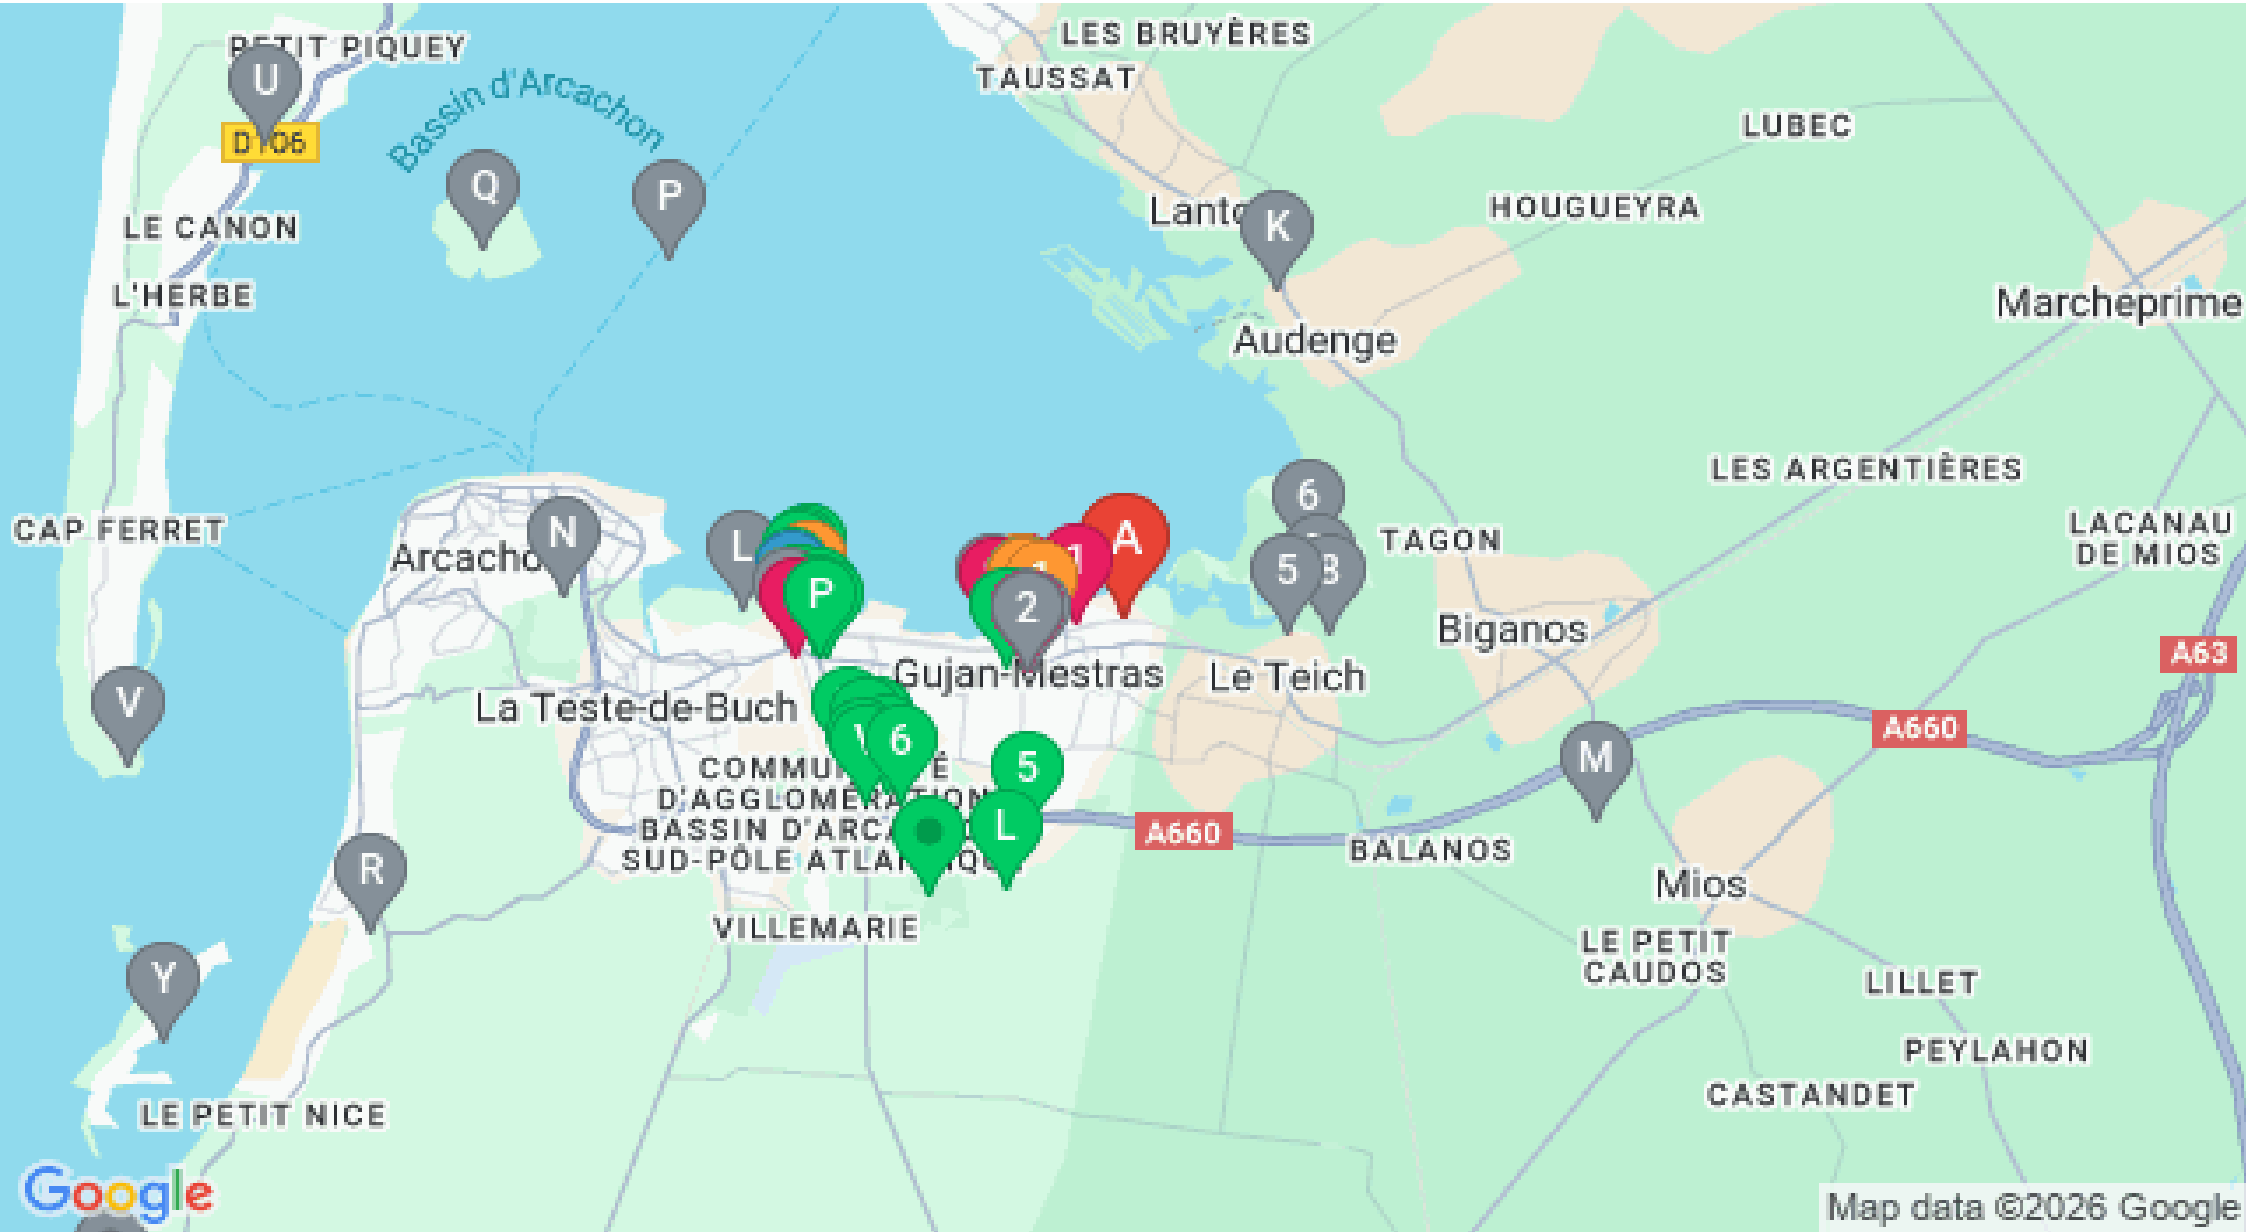 PETIT PIQUEY
U
D106
Bassin d'Arcachon
Q
P
LES BRUYÈRES
TAUSSAT
LUBEC
LE CANON
L'HERBE
K
HOUGUEYRA
Audenge
Marcheprime
CAP FERRET
N
L
A
1
6
5
TAGON
LES ARGENTIÈRES
LACANAU
DE MIOS
P
2
Biganos
A63
V
La Teste-de-Buch
Gujan-Mestras
Le Teich
6
5
M
A660
BASSIN D'ARCA
L
A660
BALANOS
R
VILLEMARIE
Mios
Y
LE PETIT
CAUDOS
LILLET
PEYLAHON
CASTANDET
LE PETIT NICE
Google
Map data ©2026 Google